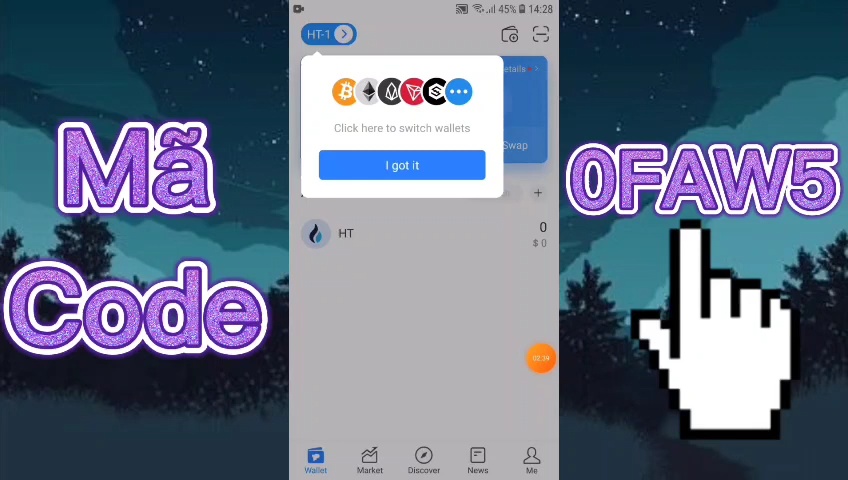 Mã
Code
45% 14:28
HT-1
etails >
Click here to switch wallets
I got it
Swap
+
HT
0
$ 0
02:39
Wallet Market Discover News Me
0FAW5